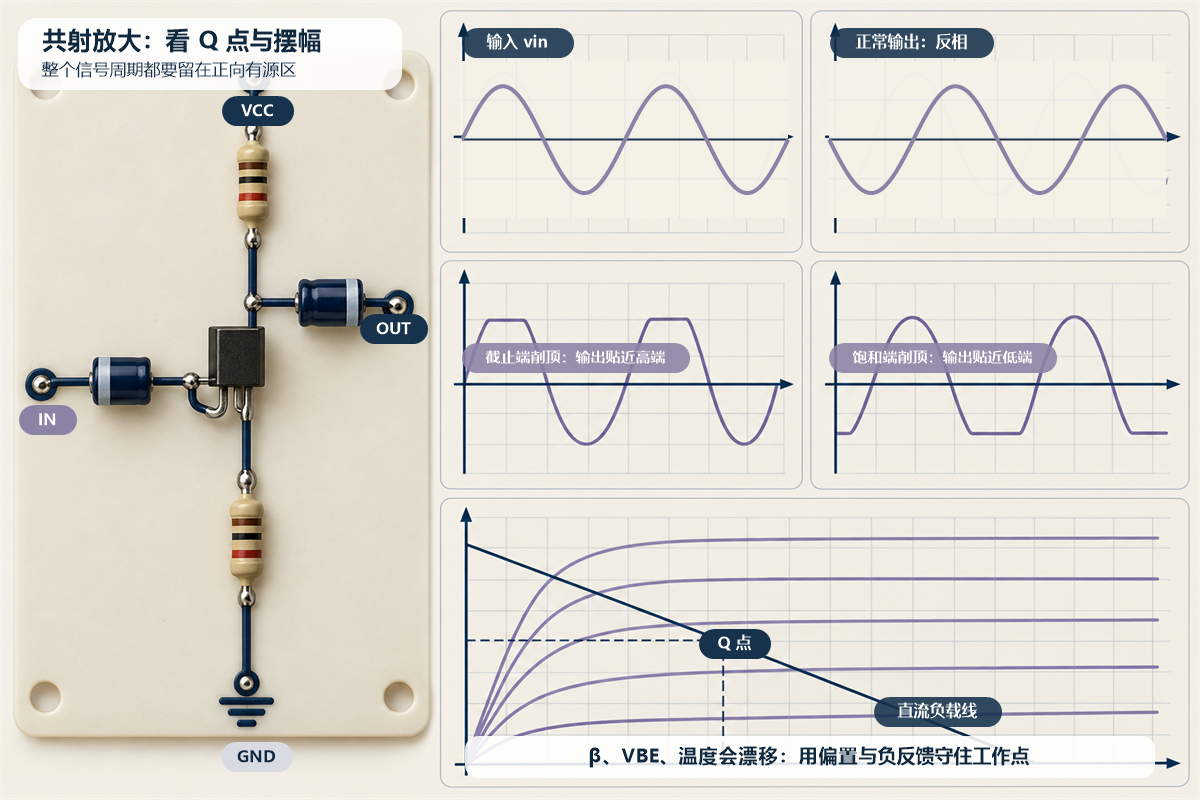 共射放大：看 Q 点与摆幅
整个信号周期都要留在正向有源区
VCC
OUT
IN
GND
输入 vin
正常输出：反相
截止端削顶：输出贴近高端
饱和端削顶：输出贴近低端
Q 点
直流负载线
β、VBE、温度会漂移：用偏置与负反馈守住工作点